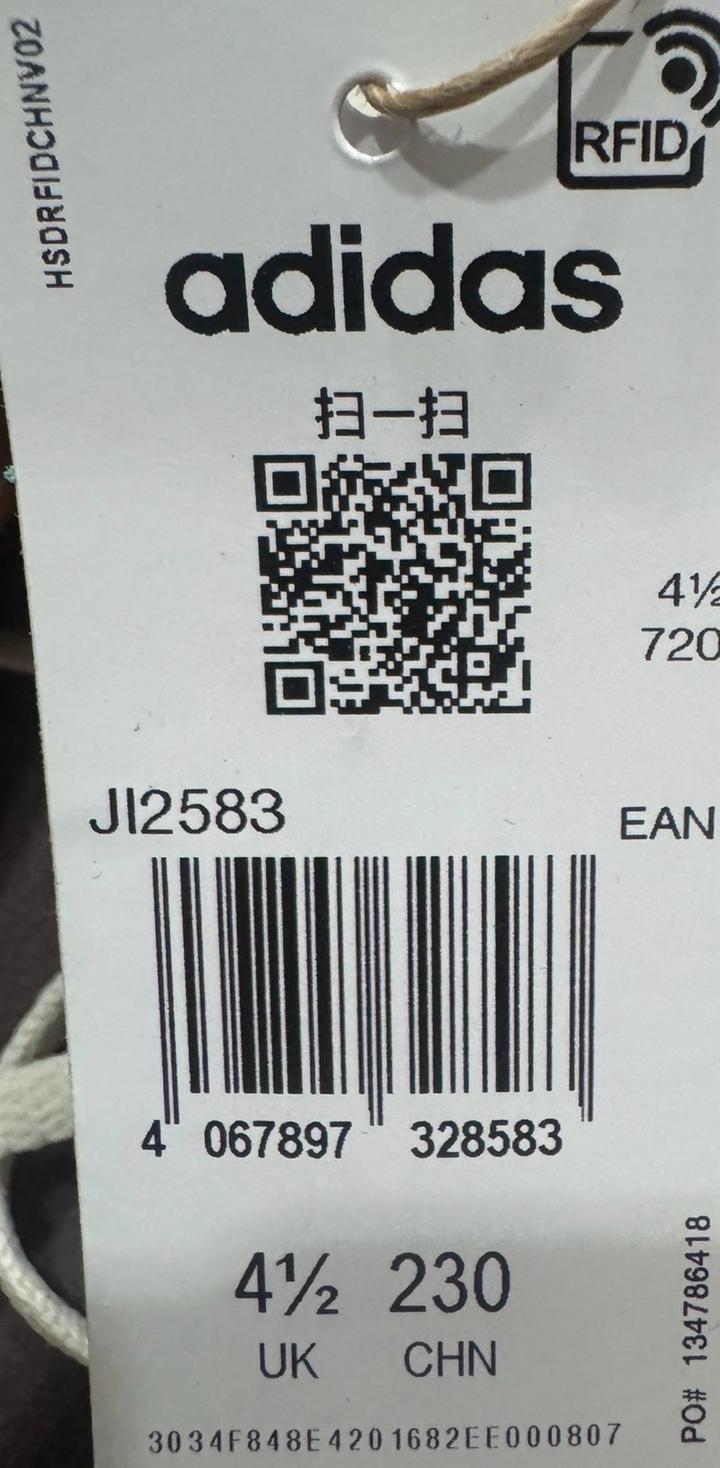 HSDRFIDCHNV02
RFID
adidas
扫一扫
4½
720
JI2583
EAN
4 067897 328583
4½ 230
UK CHN
PO# 134786418
3034F848E4201682EE000807